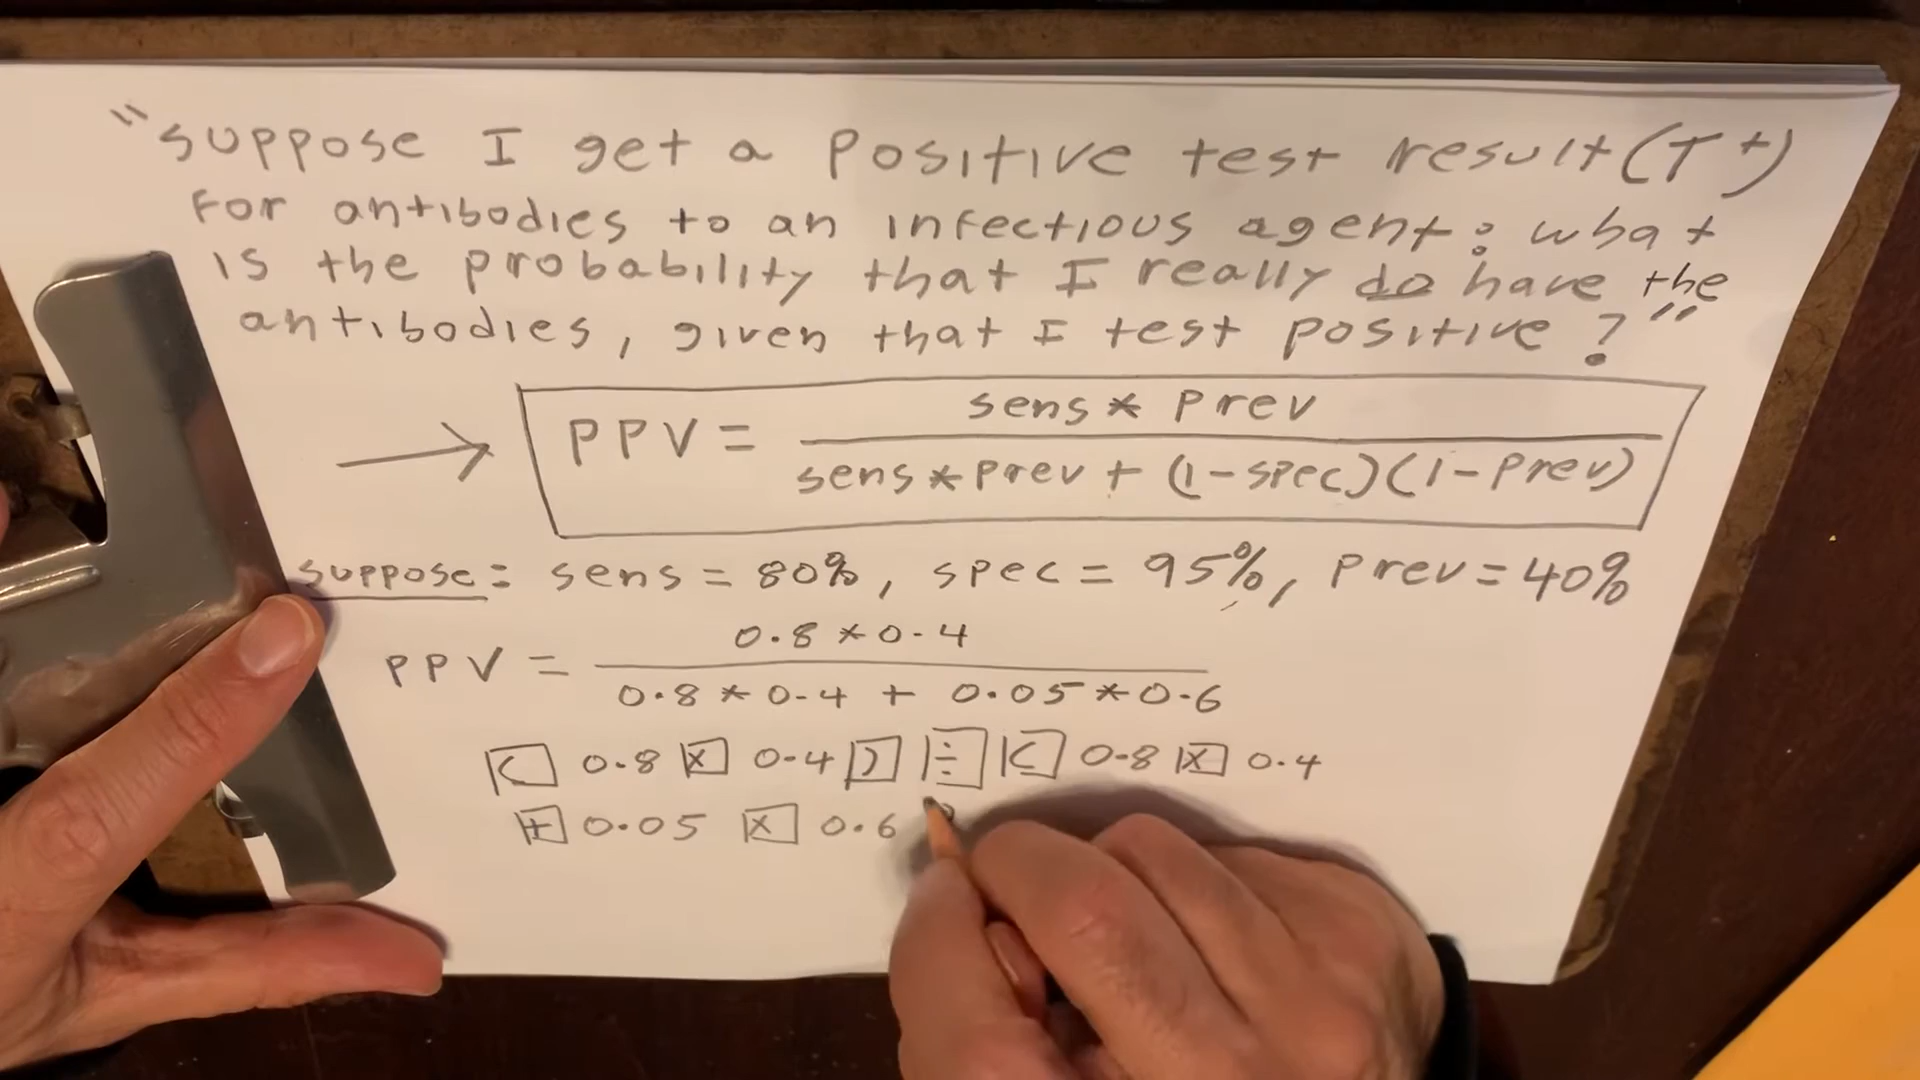 "Suppose I get a positive test result (T+)
for antibodies to an infectious agent: what
is the probability that I really do have the
antibodies, given that I test positive?"
→ PPV = sens * prev / sens * prev + (1-spec)(1-prev)
suppose: sens = 80%, spec = 95%, prev = 40%
PPV = 0.8 * 0.4 / 0.8 * 0.4 + 0.05 * 0.6
( 0.8 x 0.4 ) ÷ ( 0.8 x 0.4
+ 0.05 x 0.6